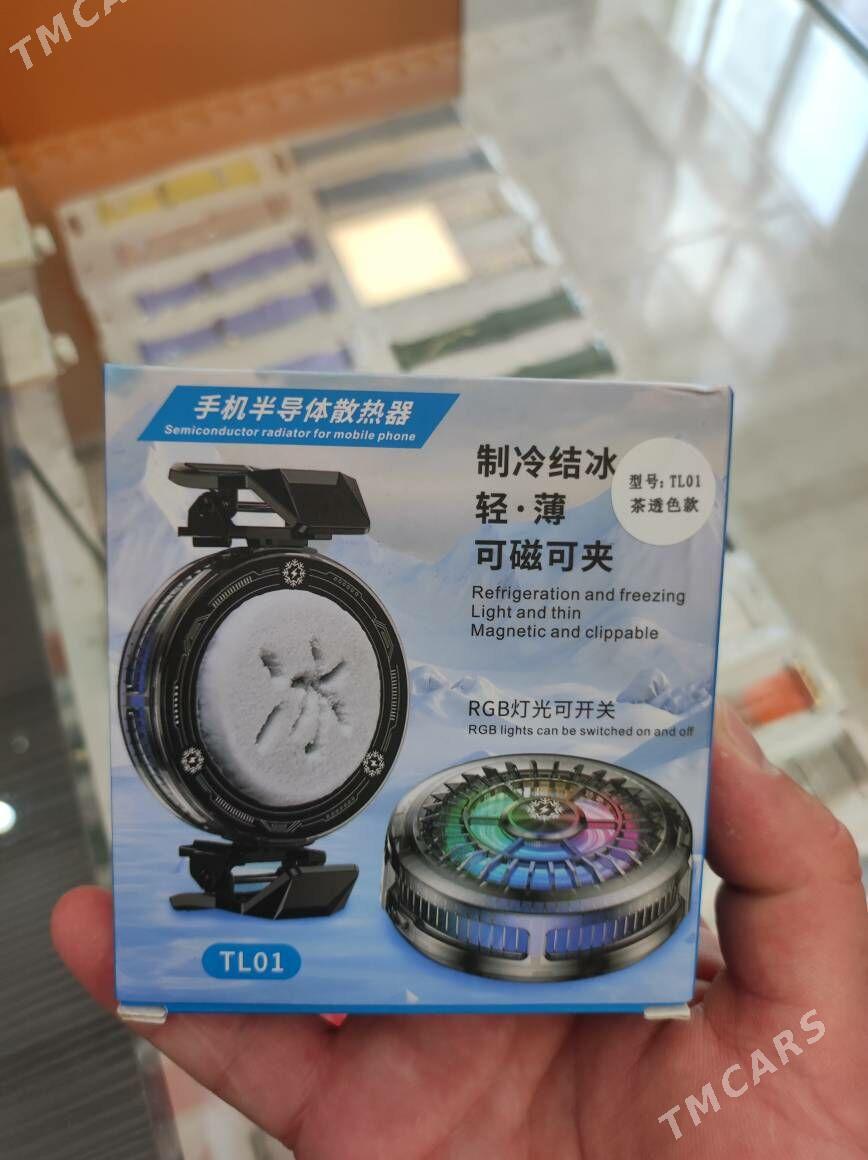 TMCA
手机半导体散热器
Semiconductor radiator for mobile phone
制冷结冰
轻·薄
可磁可夹
型号:TL01
茶透色款
Refrigeration and freezing
Light and thin
Magnetic and clippable
RGB灯光可开关
RGB lights can be switched on and off
冰
TL01
TMCARS